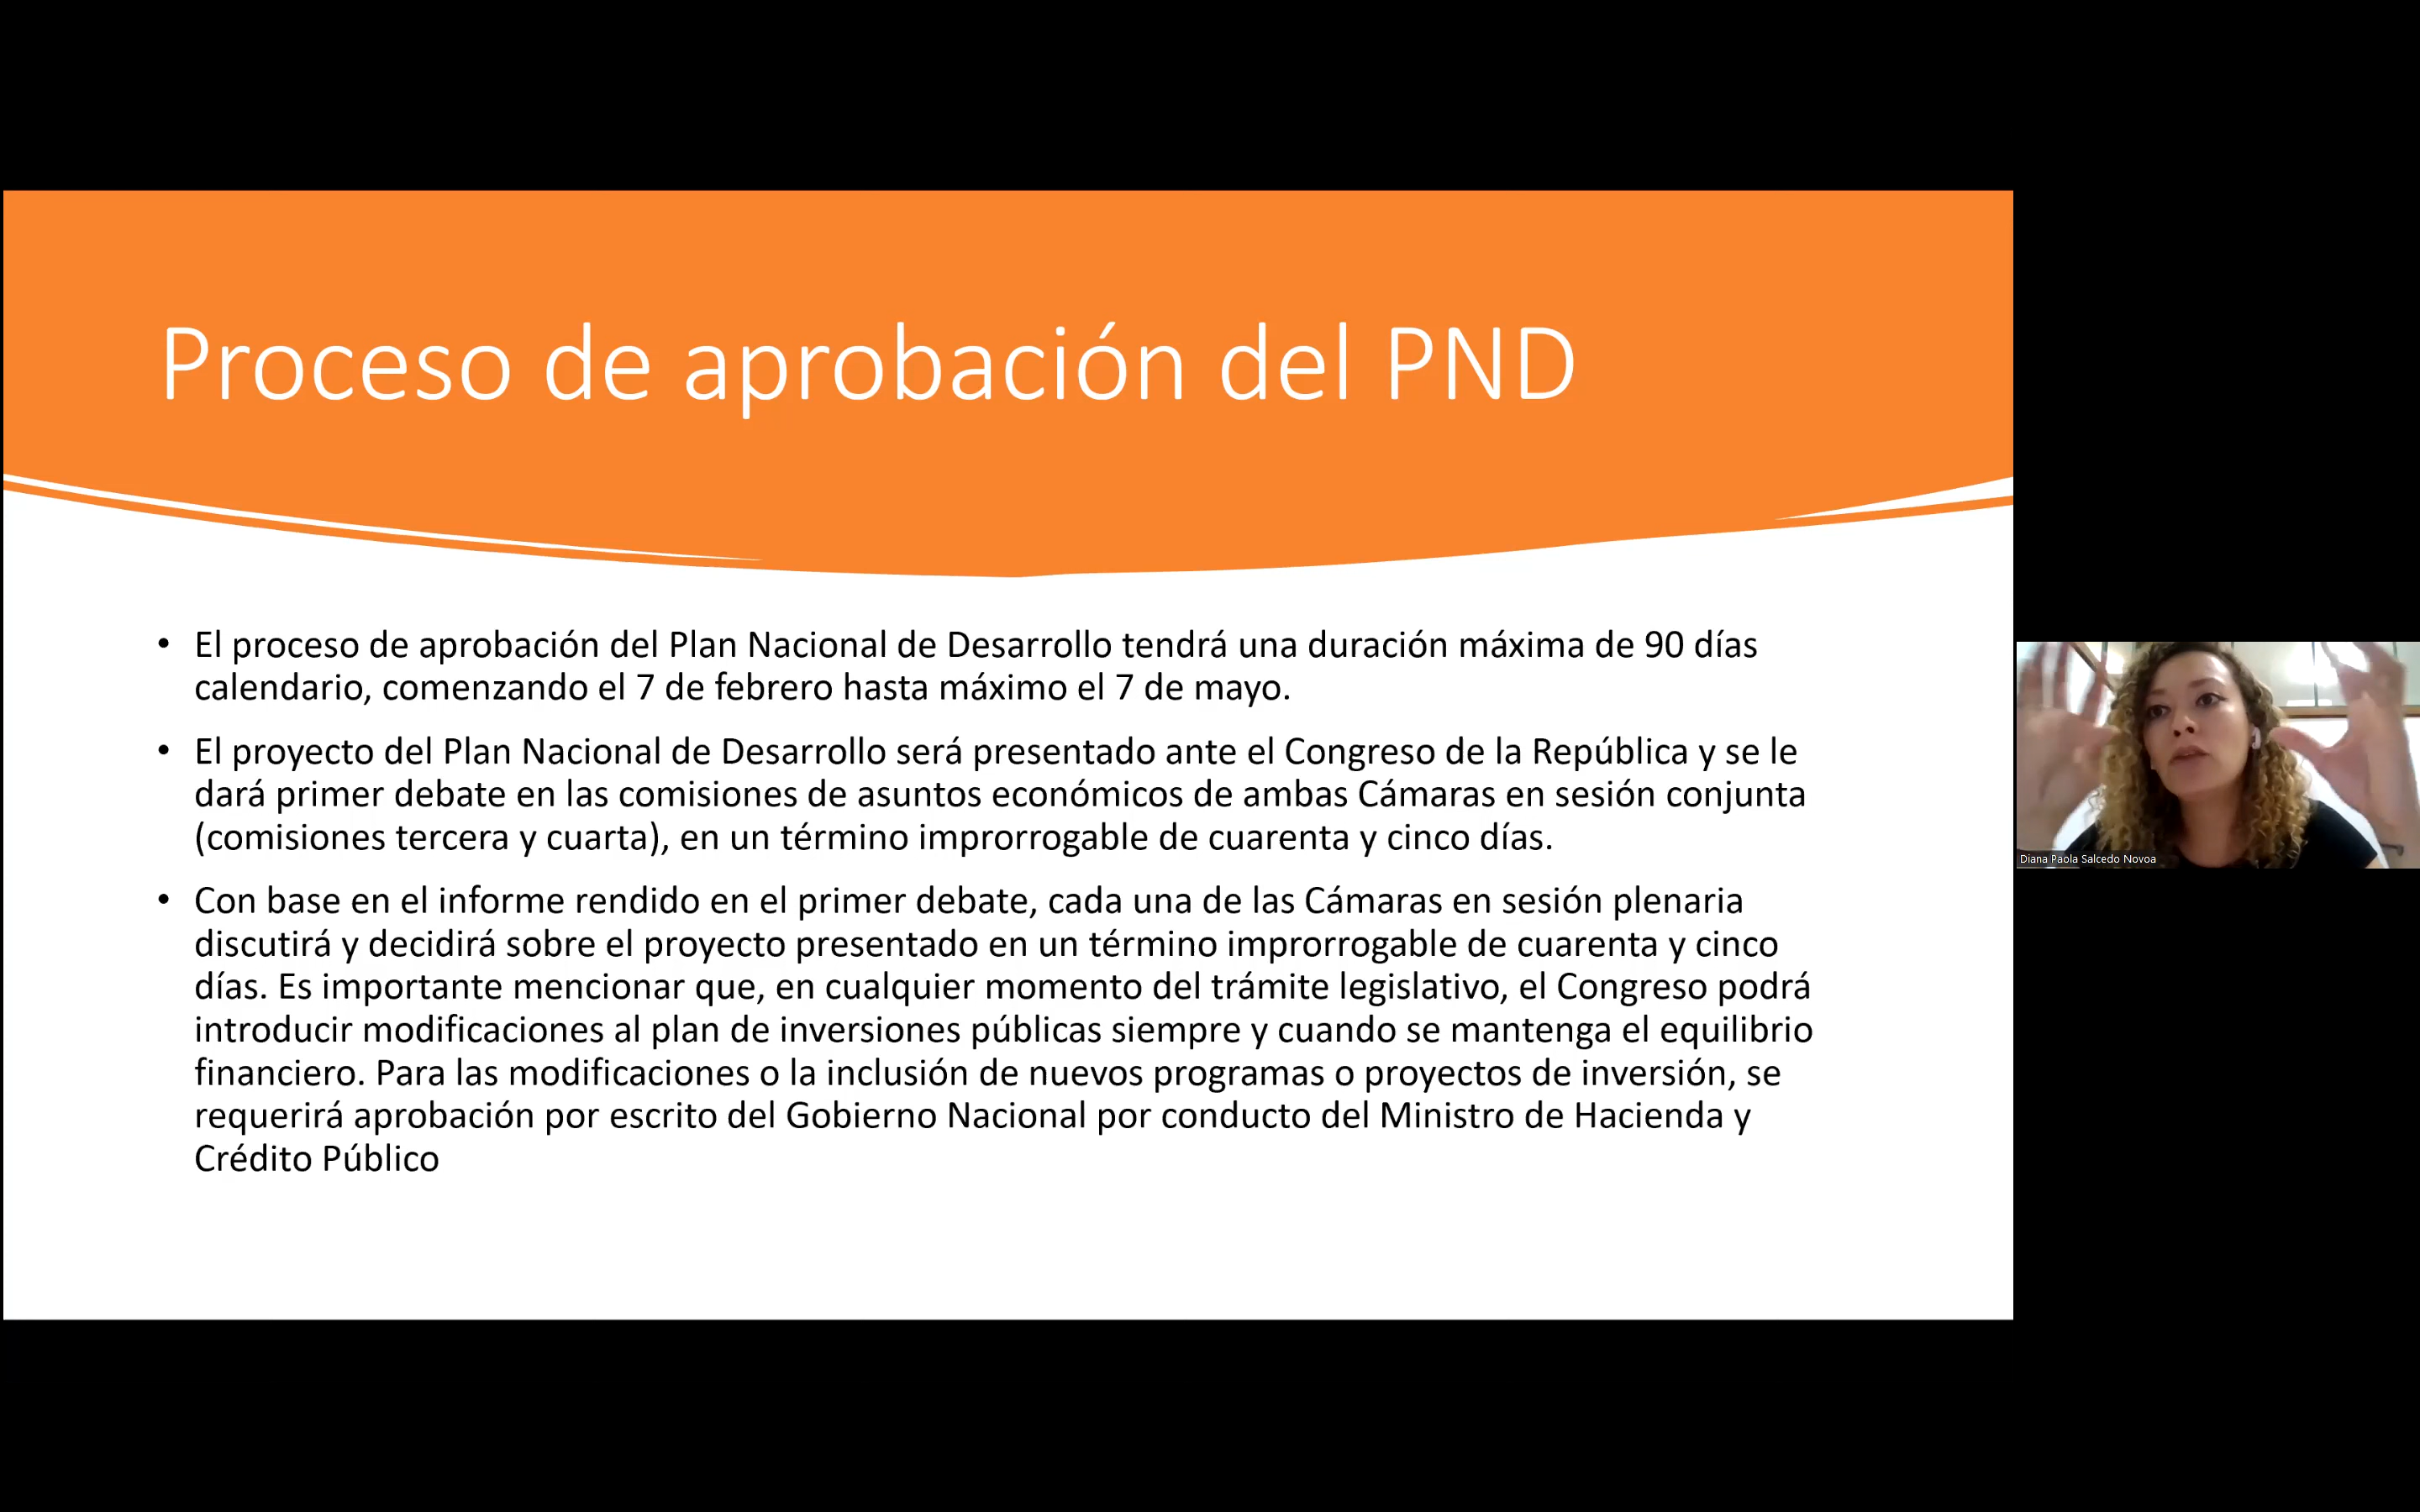 Proceso de aprobación del PND
• El proceso de aprobación del Plan Nacional de Desarrollo tendrá una duración máxima de 90 días
calendario, comenzando el 7 de febrero hasta máximo el 7 de mayo.
• El proyecto del Plan Nacional de Desarrollo será presentado ante el Congreso de la República y se le
dará primer debate en las comisiones de asuntos económicos de ambas Cámaras en sesión conjunta
(comisiones tercera y cuarta), en un término improrrogable de cuarenta y cinco días.
• Con base en el informe rendido en el primer debate, cada una de las Cámaras en sesión plenaria
discutirá y decidirá sobre el proyecto presentado en un término improrrogable de cuarenta y cinco
días. Es importante mencionar que, en cualquier momento del trámite legislativo, el Congreso podrá
introducir modificaciones al plan de inversiones públicas siempre y cuando se mantenga el equilibrio
financiero. Para las modificaciones o la inclusión de nuevos programas o proyectos de inversión, se
requerirá aprobación por escrito del Gobierno Nacional por conducto del Ministro de Hacienda y
Crédito Público
Diana Paola Salcedo Novoa